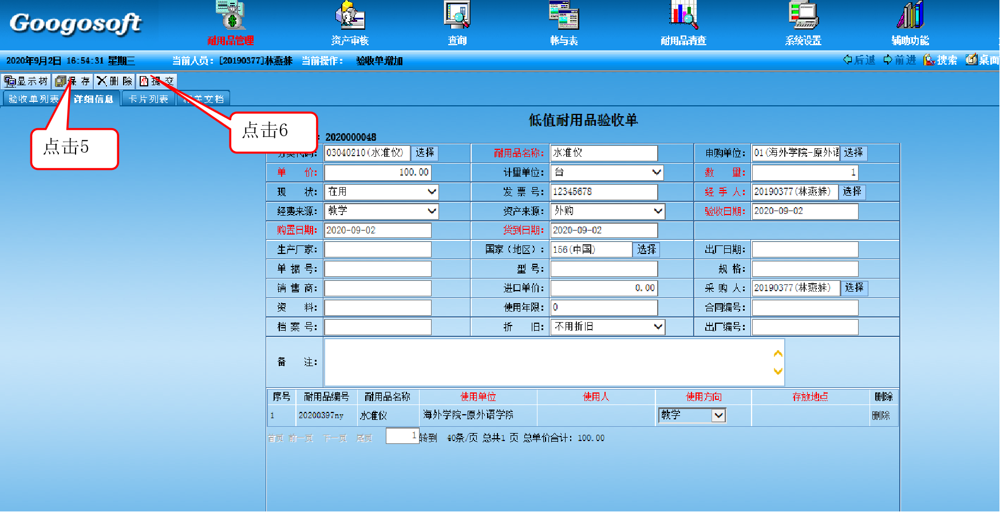 Googosoft
耐用品管理 资产审核 查询 帐与表 耐用品清查 系统设置 辅助功能
2020年9月2日 16:54:31 星期三 当前人员: [20190377]林燕妹 当前操作: 验收单增加 后退 前进 搜索 桌面
显示树 保 存 删 除 提 交
验收单列表 详细信息 卡片列表 相关文档
点击5
点击6
低值耐用品验收单
: 2020000048
分类代码: 03040210(水准仪) 选择 耐用品名称: 水准仪 申购单位: 01(海外学院-原外语 选择
单 价: 100.00 计量单位: 台 数 量: 1
现 状: 在用 发 票 号: 12345678 经 手 人: 20190377(林燕妹) 选择
经费来源: 教学 资产来源: 外购 验收日期: 2020-09-02
购置日期: 2020-09-02 货到日期: 2020-09-02
生产厂家: 国家（地区）: 156(中国) 选择 出厂日期:
单 据 号: 型 号: 规 格:
销 售 商: 进口单价: 0.00 采 购 人: 20190377(林燕妹) 选择
资 料: 使用年限: 0 合同编号:
档 案 号: 折 旧: 不用折旧 出厂编号:
备 注:
序号 耐用品编号 耐用品名称 使用单位 使用人 使用方向 存放地点 删除
1 20200397ny 水准仪 海外学院-原外语学院 教学 删除
首页 前一页 下一页 尾页 1 转到 40条/页 总共1 页 总单价合计: 100.00